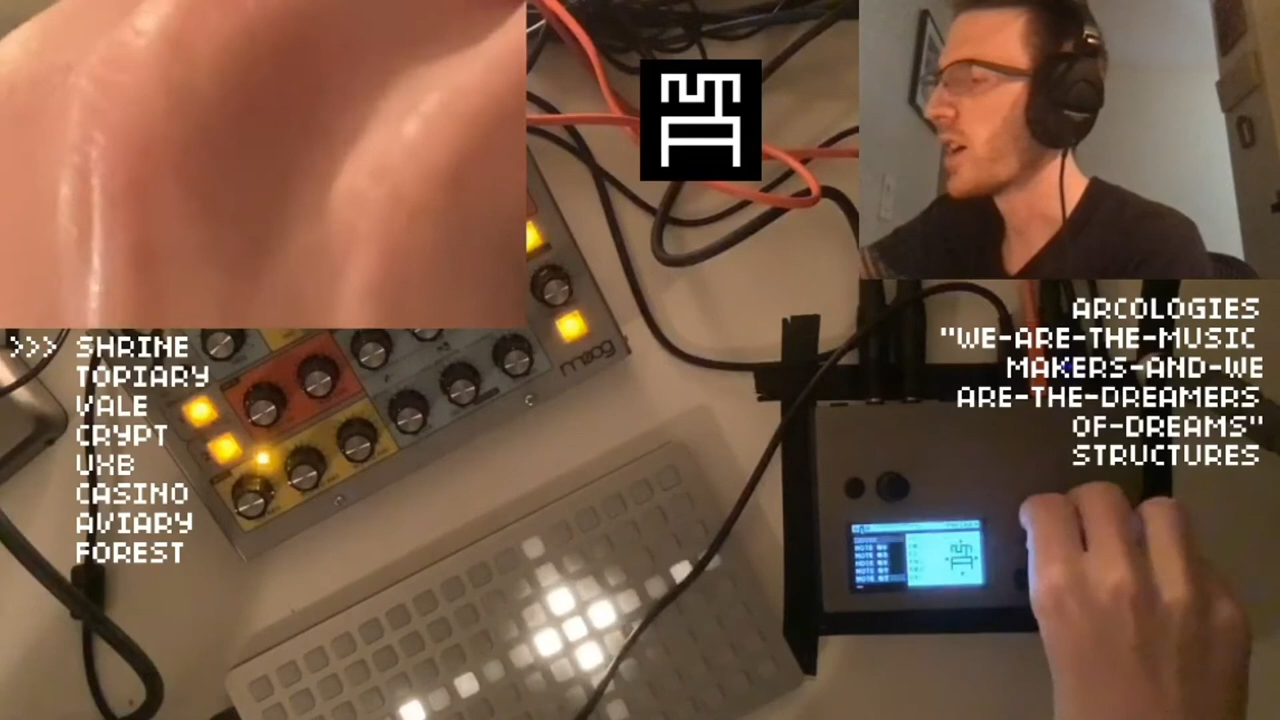 >>> SHRINE
TOPIARY
VALE
CRYPT
UXB
CASINO
AVIARY
FOREST
moog
ARCOLOGIES
"WE-ARE-THE-MUSIC
MAKERS-AND-WE
ARE-THE-DREAMERS
OF-DREAMS"
STRUCTURES